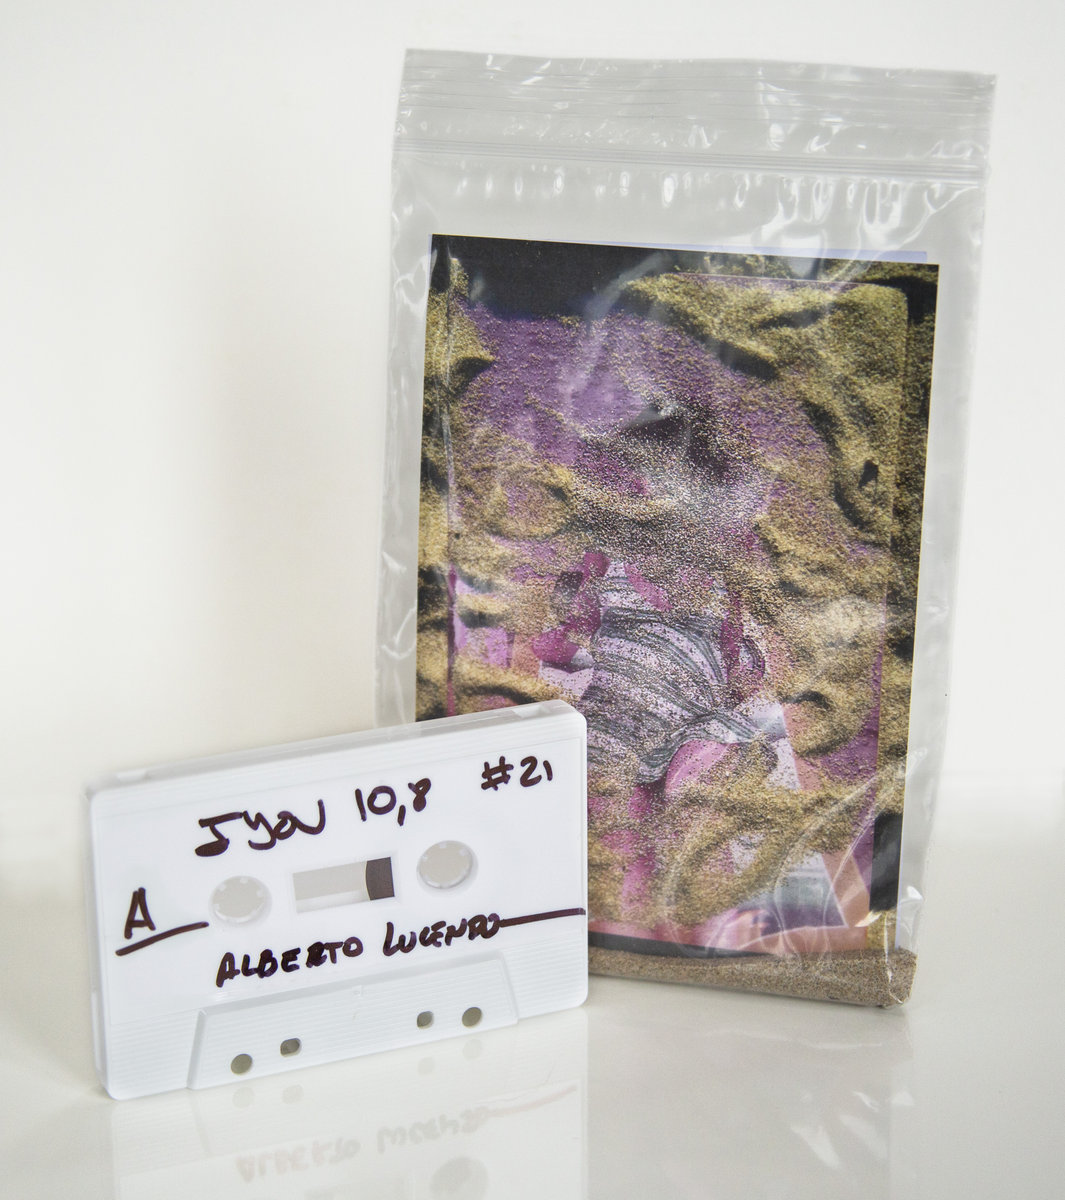 JYOU 10,8 #21
A
ALBERTO LUCENDO